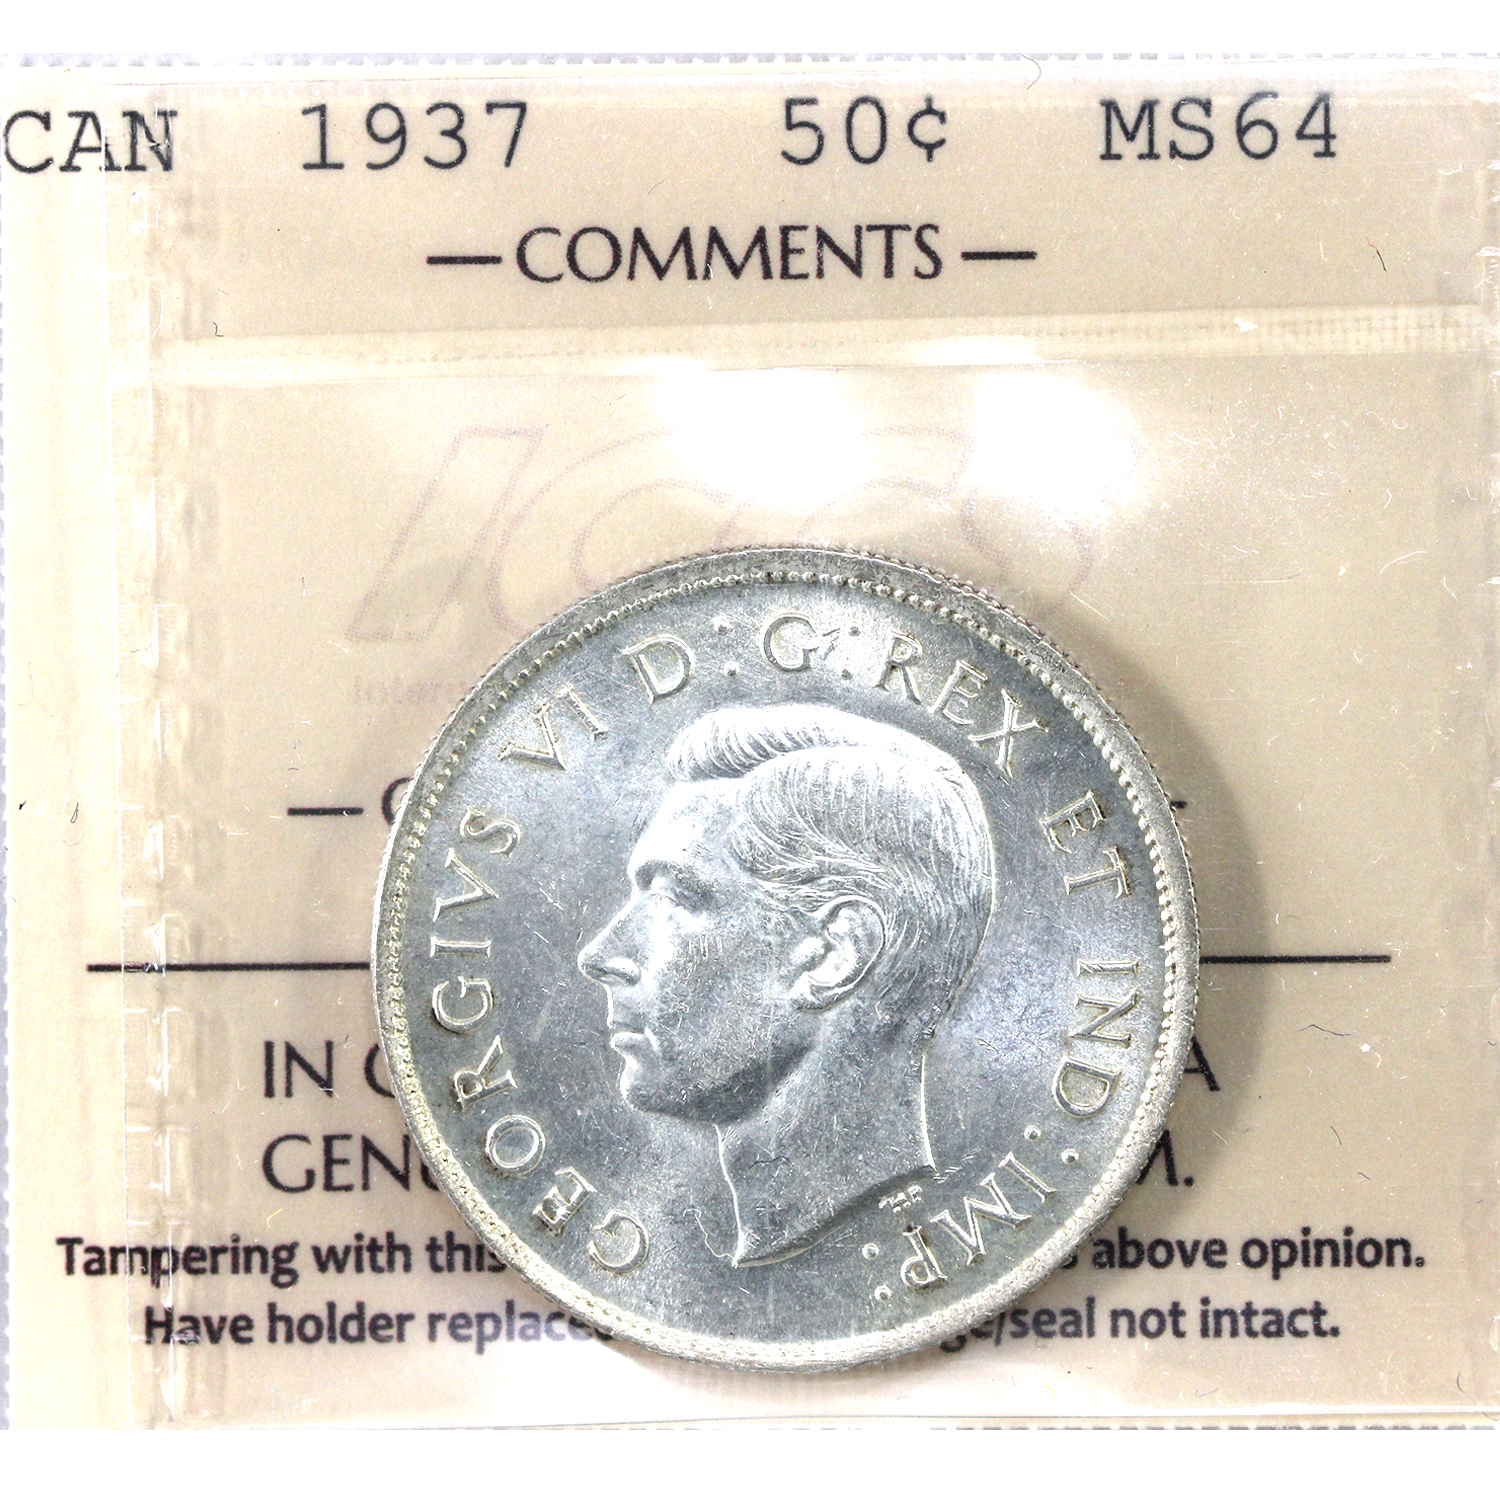 CAN 1937 50¢ MS64
—COMMENTS—
GEORGIVS VI D:G:REX ET IND:IMP:
HP
IN
GEN
Tampering with this above opinion.
Have holder replace /seal not intact.